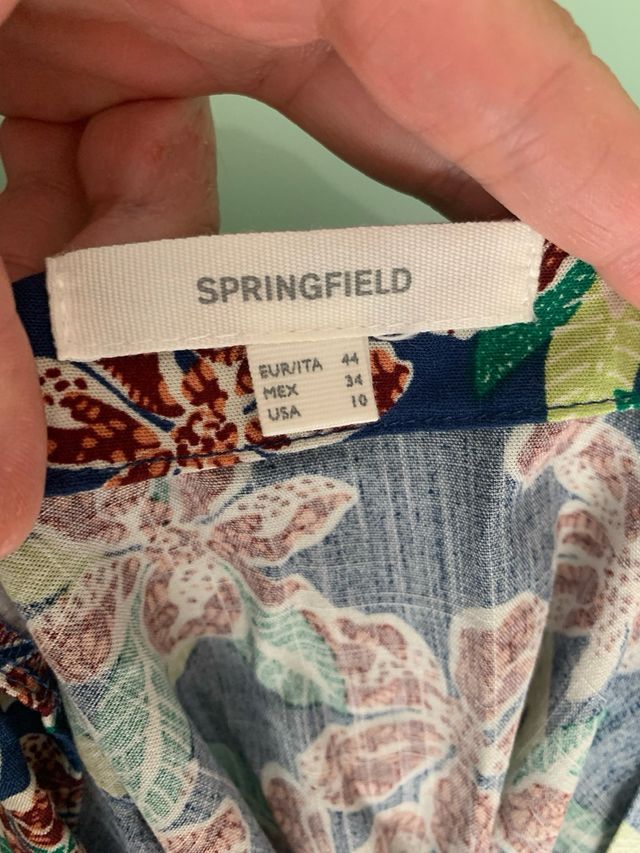 SPRINGFIELD
EUR/ITA 44
MEX 34
USA 10